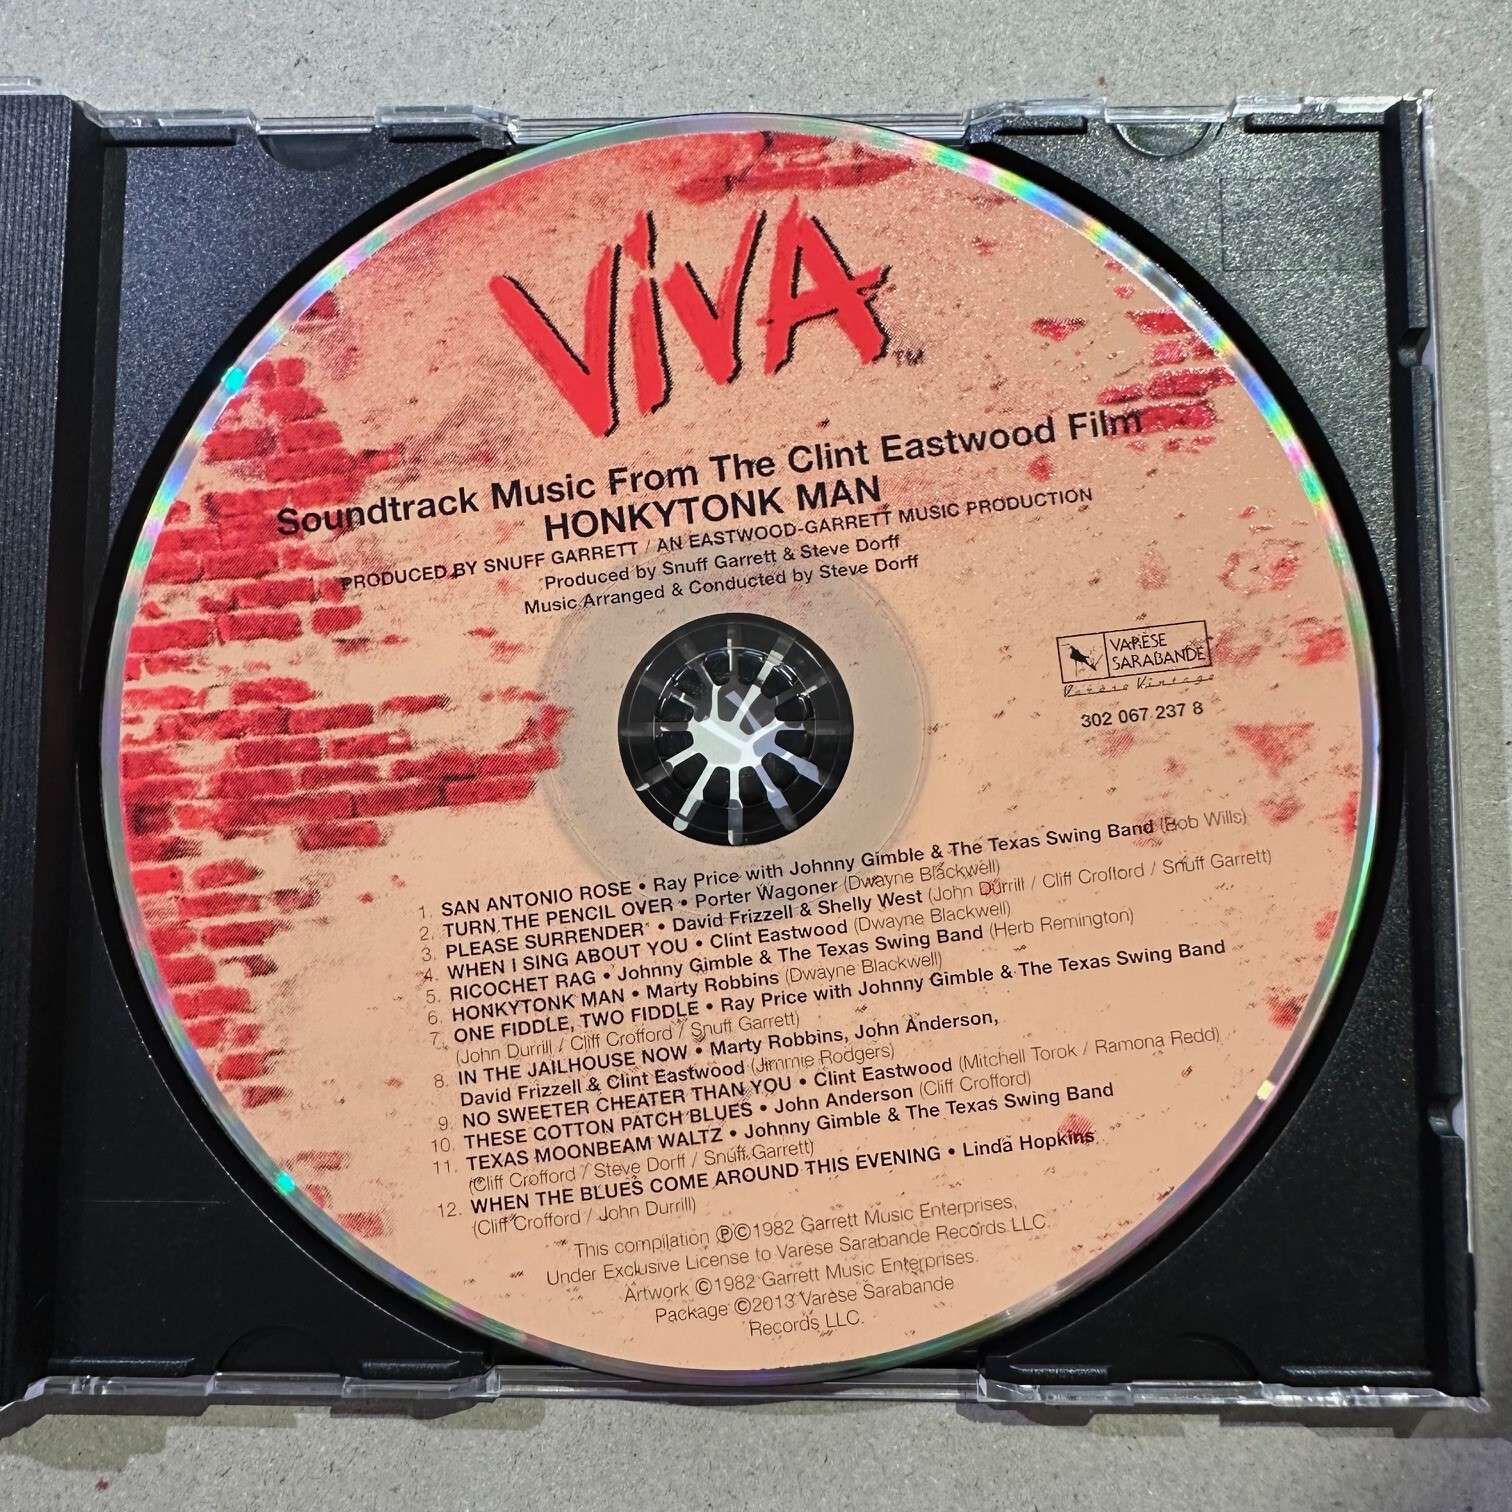 ViVA ™
Soundtrack Music From The Clint Eastwood Film
HONKYTONK MAN
PRODUCED BY SNUFF GARRETT / AN EASTWOOD-GARRETT MUSIC PRODUCTION
Produced by Snuff Garrett & Steve Dorff
Music Arranged & Conducted by Steve Dorff
VARÈSE
SARABANDE
Varèse Vintage
302 067 237 8
1. SAN ANTONIO ROSE • Ray Price with Johnny Gimble & The Texas Swing Band (Bob Wills)
2. TURN THE PENCIL OVER • Porter Wagoner (Dwayne Blackwell)
3. PLEASE SURRENDER • David Frizzell & Shelly West (John Durrill / Cliff Crofford / Snuff Garrett)
4. WHEN I SING ABOUT YOU • Clint Eastwood (Dwayne Blackwell)
5. RICOCHET RAG • Johnny Gimble & The Texas Swing Band (Herb Remington)
6. HONKYTONK MAN • Marty Robbins (Dwayne Blackwell)
7. ONE FIDDLE, TWO FIDDLE • Ray Price with Johnny Gimble & The Texas Swing Band
(John Durrill / Cliff Crofford / Snuff Garrett)
8. IN THE JAILHOUSE NOW • Marty Robbins, John Anderson,
David Frizzell & Clint Eastwood (Jimmie Rodgers)
9. NO SWEETER CHEATER THAN YOU • Clint Eastwood (Mitchell Torok / Ramona Redd)
10. THESE COTTON PATCH BLUES • John Anderson (Cliff Crofford)
11. TEXAS MOONBEAM WALTZ • Johnny Gimble & The Texas Swing Band
(Cliff Crofford / Steve Dorff / Snuff Garrett)
12. WHEN THE BLUES COME AROUND THIS EVENING • Linda Hopkins
(Cliff Crofford / John Durrill)
This compilation ℗©1982 Garrett Music Enterprises,
Under Exclusive License to Varèse Sarabande Records LLC.
Artwork ©1982 Garrett Music Enterprises.
Package ©2013 Varèse Sarabande
Records LLC.